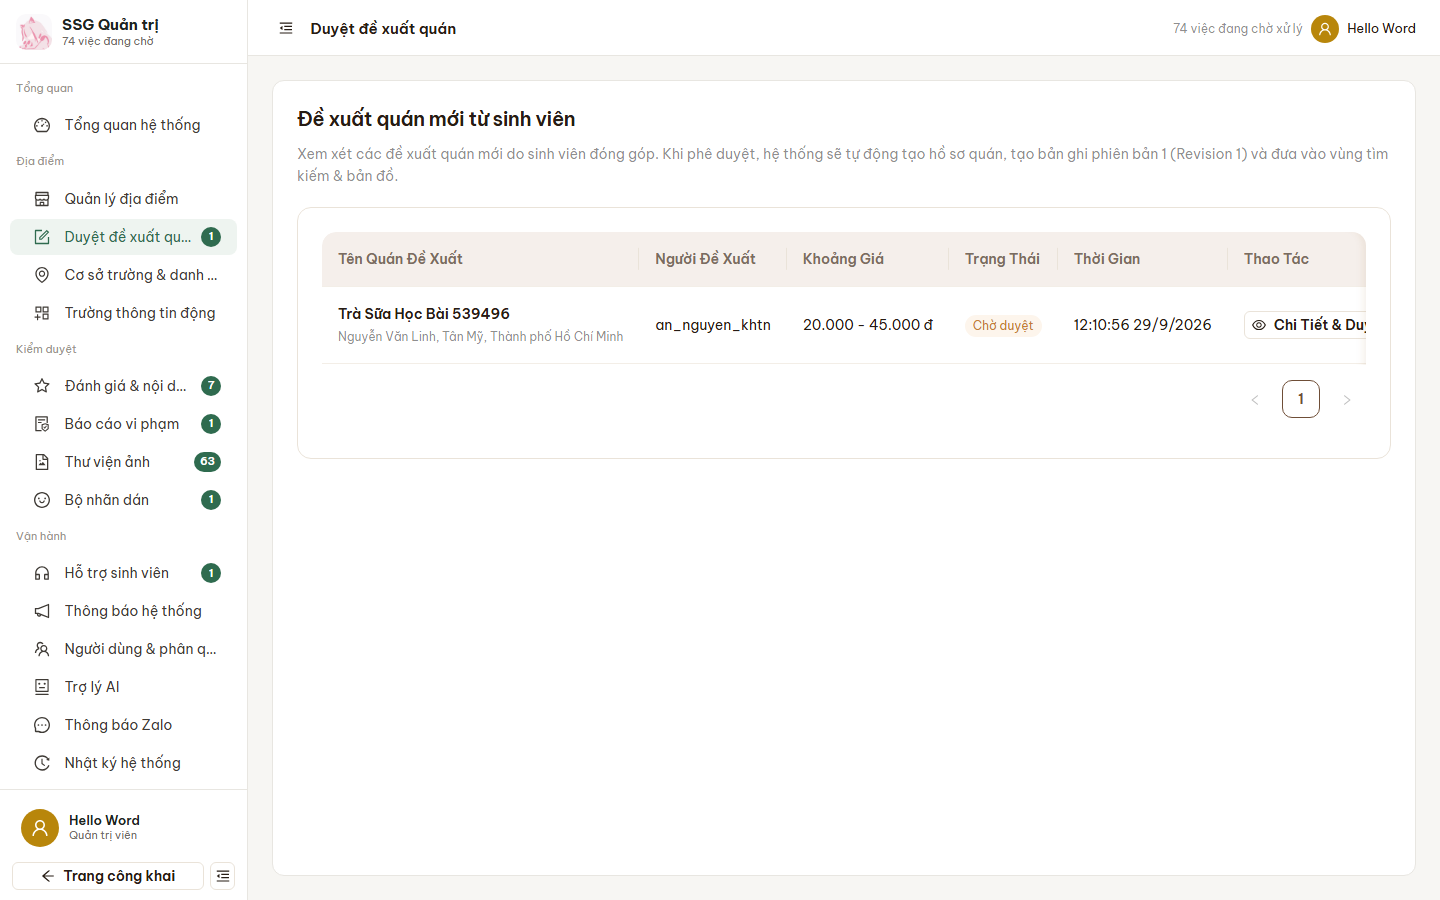 SSG Quản trị
74 việc đang chờ
Tổng quan
Tổng quan hệ thống
Địa điểm
Quản lý địa điểm
Duyệt đề xuất qu... 1
Cơ sở trường & danh ...
Trường thông tin động
Kiểm duyệt
Đánh giá & nội d... 7
Báo cáo vi phạm 1
Thư viện ảnh 63
Bộ nhãn dán 1
Vận hành
Hỗ trợ sinh viên 1
Thông báo hệ thống
Người dùng & phân q...
Trợ lý AI
Thông báo Zalo
Nhật ký hệ thống
Hello Word
Quản trị viên
Trang công khai
Duyệt đề xuất quán
74 việc đang chờ xử lý
Hello Word
Đề xuất quán mới từ sinh viên
Xem xét các đề xuất quán mới do sinh viên đóng góp. Khi phê duyệt, hệ thống sẽ tự động tạo hồ sơ quán, tạo bản ghi phiên bản 1 (Revision 1) và đưa vào vùng tìm
kiếm & bản đồ.
Tên Quán Đề Xuất Người Đề Xuất Khoảng Giá Trạng Thái Thời Gian Thao Tác
Trà Sữa Học Bài 539496
Nguyễn Văn Linh, Tân Mỹ, Thành phố Hồ Chí Minh
an_nguyen_khtn 20.000 - 45.000 đ Chờ duyệt 12:10:56 29/9/2026 Chi Tiết & Duy
< 1 >